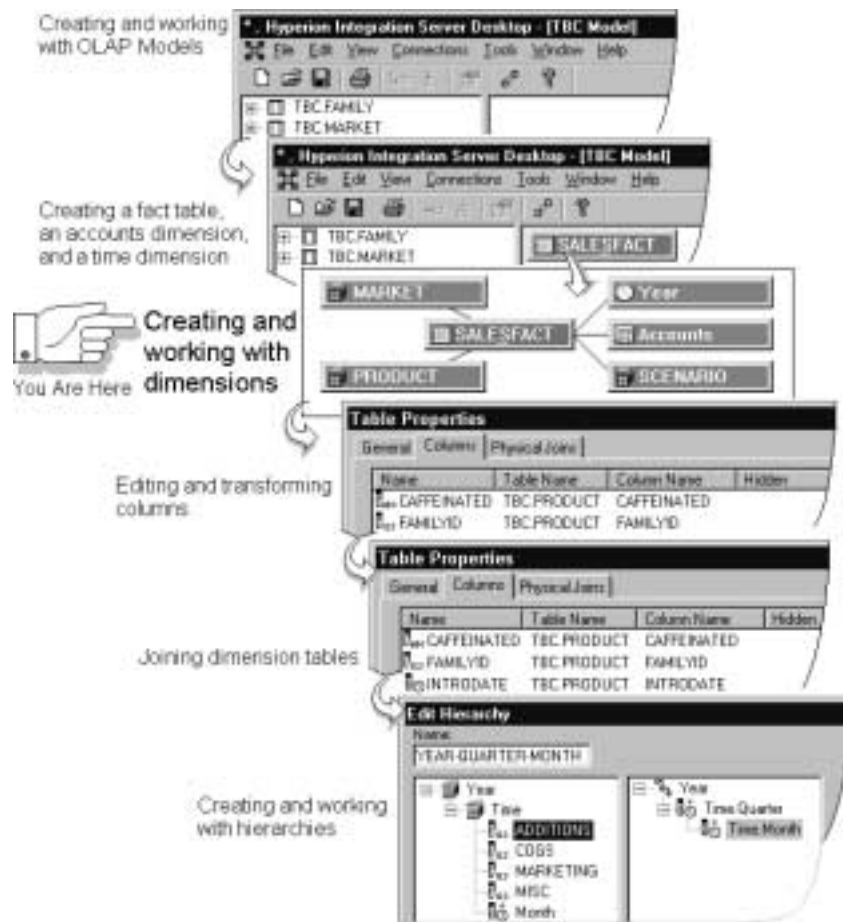 Creating and working
with OLAP Models
Hyperion Integration Server Desktop - [TBC Model]
File Edit View Connections Tools Window Help
TBC.FAMILY
TBC.MARKET
Hyperion Integration Server Desktop - [TBC Model]
File Edit View Connections Tools Window Help
Creating a fact table,
an accounts dimension,
and a time dimension
TBC.FAMILY
TBC.MARKET
SALESFACT
MARKET
Year
SALESFACT
Accounts
PRODUCT
SCENARIO
You Are Here
Creating and
working with
dimensions
Table Properties
General Columns Physical Joins
Name Table Name Column Name Hidden
CAFFEINATED TBC.PRODUCT CAFFEINATED
FAMILYID TBC.PRODUCT FAMILYID
Editing and transforming
columns
Table Properties
General Columns Physical Joins
Name Table Name Column Name Hidden
CAFFEINATED TBC.PRODUCT CAFFEINATED
FAMILYID TBC.PRODUCT FAMILYID
INTRODATE TBC.PRODUCT INTRODATE
Joining dimension tables
Edit Hierarchy
Name:
YEAR-QUARTER-MONTH
Creating and working
with hierarchies
Year
Time
ADDITIONS
COGS
MARKETING
MISC
Month
Year
Time.Quarter
Time.Month